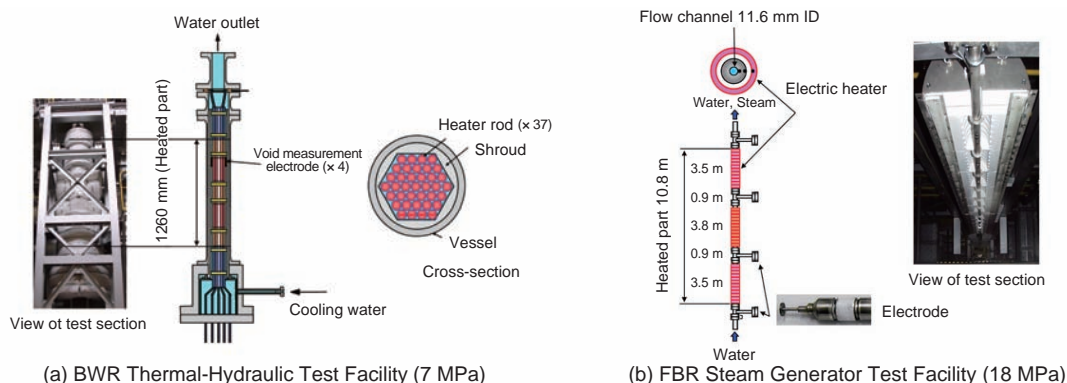 Water outlet
1260 mm (Heated part)
Void measurement
electrode (× 4)
Heater rod (× 37)
Shroud
Vessel
Cross-section
Cooling water
View ot test section
(a) BWR Thermal-Hydraulic Test Facility (7 MPa)
Flow channel 11.6 mm ID
Electric heater
Water, Steam
Heated part 10.8 m
3.5 m
0.9 m
3.8 m
0.9 m
3.5 m
View of test section
Electrode
Water
(b) FBR Steam Generator Test Facility (18 MPa)